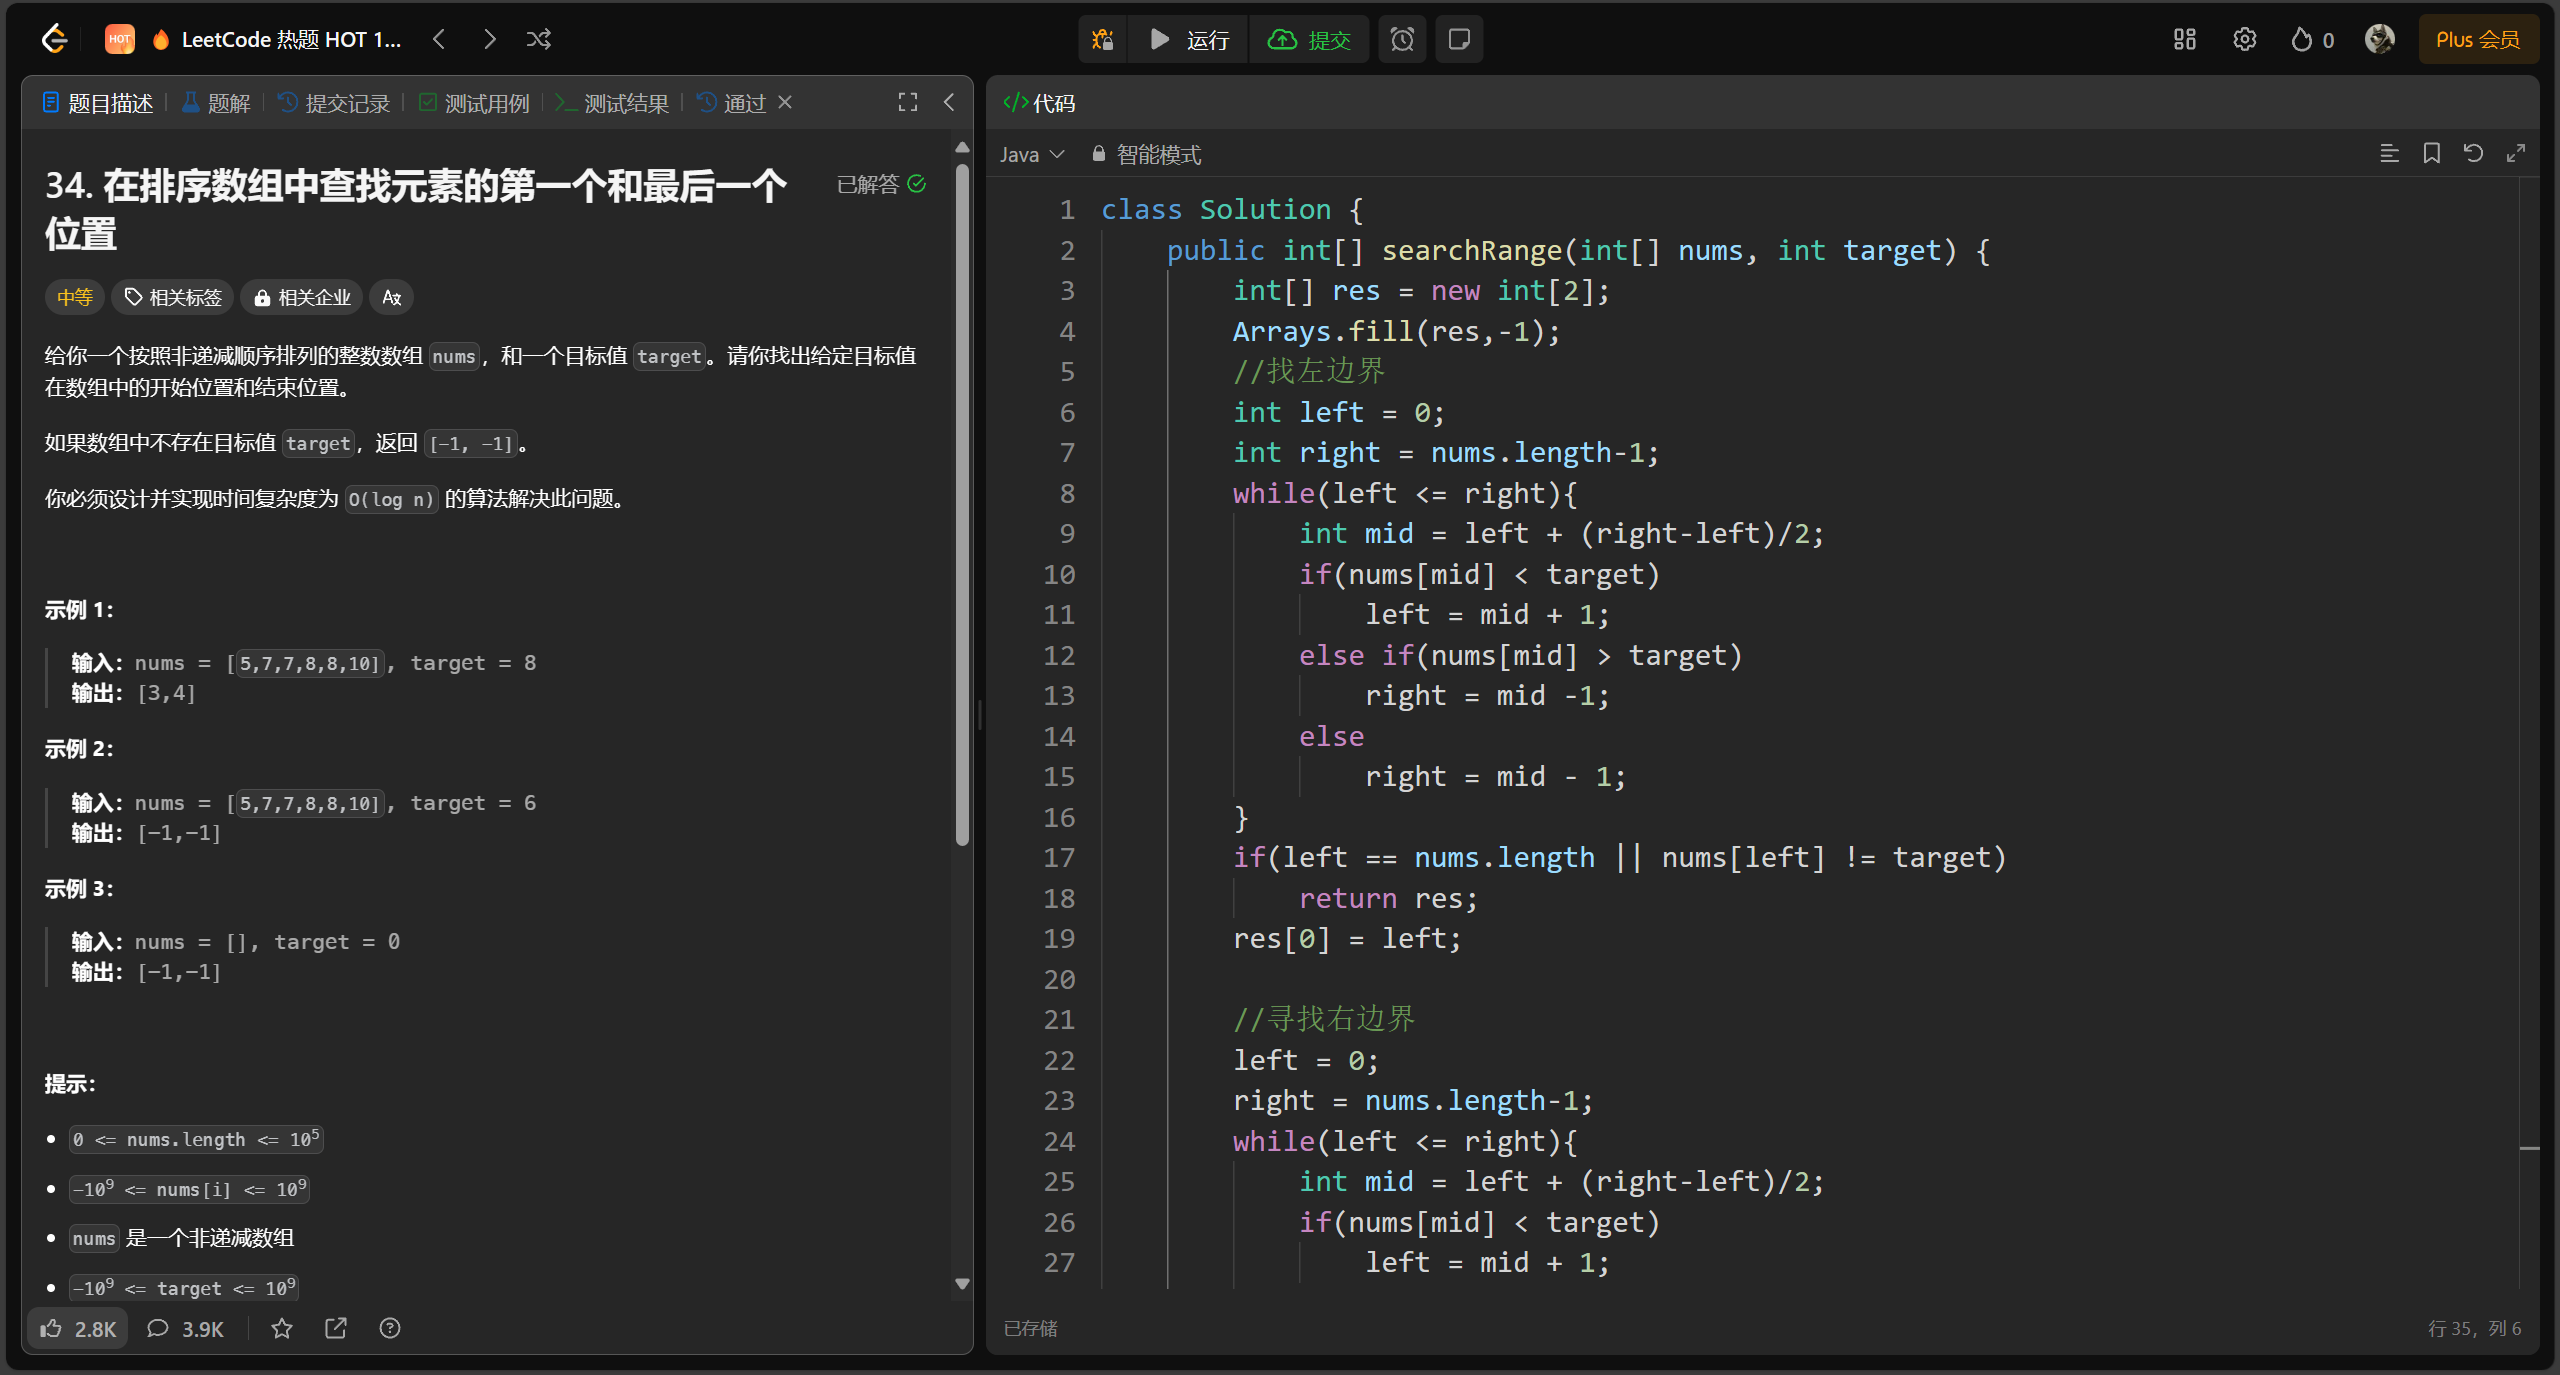 HOT LeetCode 热题 HOT 1... 运行 提交 0 Plus 会员
题目描述 题解 提交记录 测试用例 测试结果 通过
34. 在排序数组中查找元素的第一个和最后一个
位置
已解答
中等 相关标签 相关企业
给你一个按照非递减顺序排列的整数数组 nums，和一个目标值 target。请你找出给定目标值
在数组中的开始位置和结束位置。
如果数组中不存在目标值 target，返回 [-1, -1]。
你必须设计并实现时间复杂度为 O(log n) 的算法解决此问题。
示例 1：
输入：nums = [5,7,7,8,8,10], target = 8
输出：[3,4]
示例 2：
输入：nums = [5,7,7,8,8,10], target = 6
输出：[-1,-1]
示例 3：
输入：nums = [], target = 0
输出：[-1,-1]
提示：
0 <= nums.length <= 10⁵
-10⁹ <= nums[i] <= 10⁹
nums 是一个非递减数组
-10⁹ <= target <= 10⁹
2.8K 3.9K
</>代码
Java 智能模式
1 class Solution {
2 public int[] searchRange(int[] nums, int target) {
3 int[] res = new int[2];
4 Arrays.fill(res,-1);
5 //找左边界
6 int left = 0;
7 int right = nums.length-1;
8 while(left <= right){
9 int mid = left + (right-left)/2;
10 if(nums[mid] < target)
11 left = mid + 1;
12 else if(nums[mid] > target)
13 right = mid -1;
14 else
15 right = mid - 1;
16 }
17 if(left == nums.length || nums[left] != target)
18 return res;
19 res[0] = left;
20
21 //寻找右边界
22 left = 0;
23 right = nums.length-1;
24 while(left <= right){
25 int mid = left + (right-left)/2;
26 if(nums[mid] < target)
27 left = mid + 1;
已存储
行 35，列 6